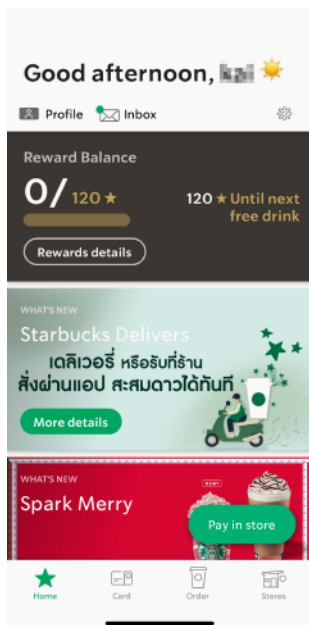 Good afternoon,
Profile
Inbox
Reward Balance
0/ 120 ★
120 ★ Until next
free drink
Rewards details
WHAT'S NEW
Starbucks Delivers
เดลิเวอรี่ หรือรับที่ร้าน
สั่งผ่านแอป สะสมดาวได้ทันที
More details
WHAT'S NEW
Spark Merry
NEW!
Pay in store
Home
Card
Order
Stores